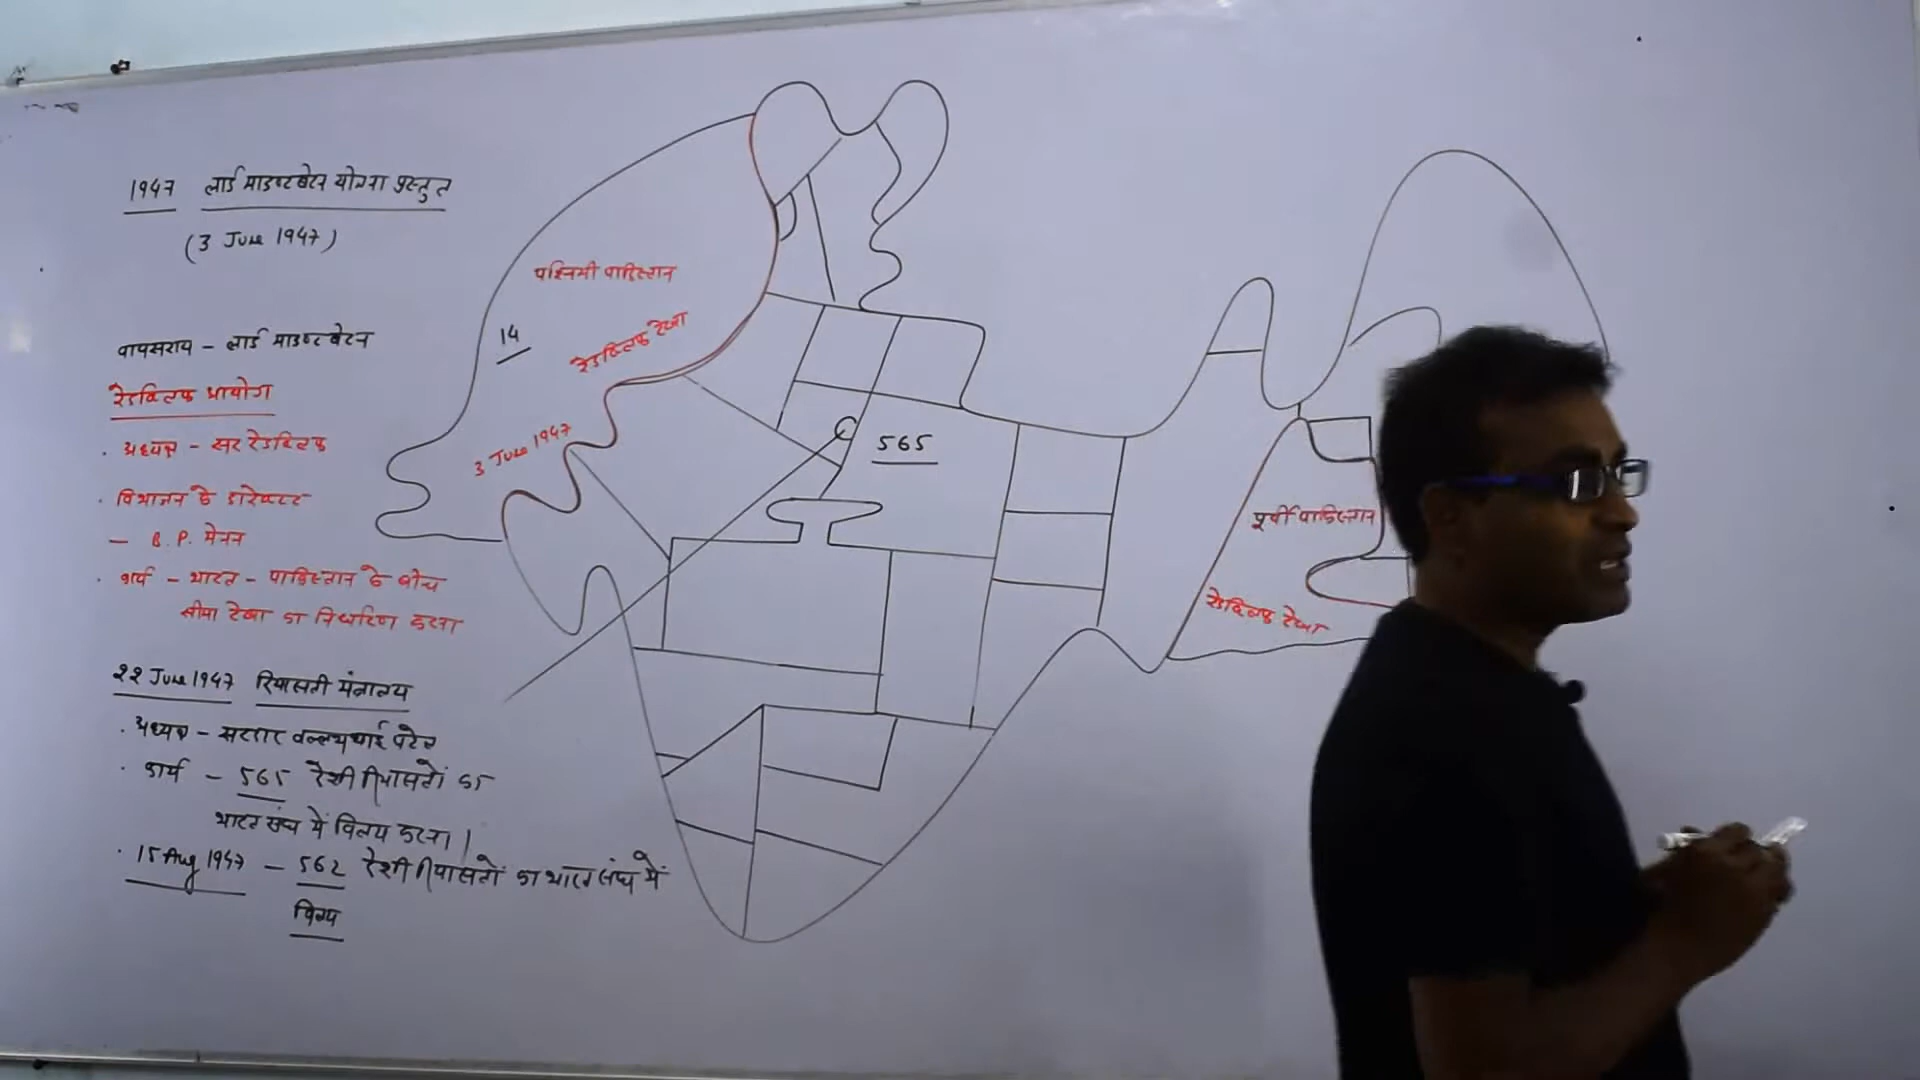 1947 लार्ड माउण्टबेटन योजना प्रस्तुत
(3 June 1947)
वायसराय - लार्ड माउण्टबेटन
रेडक्लिफ आयोग
· अध्यक्ष - सर रेडक्लिफ
· विभाजन के डारेक्टर
- B. P. मेनन
· कार्य - भारत - पाकिस्तान के बीच
सीमा रेखा का निर्धारण करना
22 June 1947 रियासती मंत्रालय
· अध्यक्ष - सरदार वल्लभभाई पटेल
· कार्य - 565 देशी रियासतों का
भारत संघ में विलय करना।
· 15 Aug 1947 - 562 देशी रियासतों का भारत संघ में
विलय
पश्चिमी पाकिस्तान
14
रेडक्लिफ रेखा
3 June 1947
565
पूर्वी पाकिस्तान
रेडक्लिफ रेखा